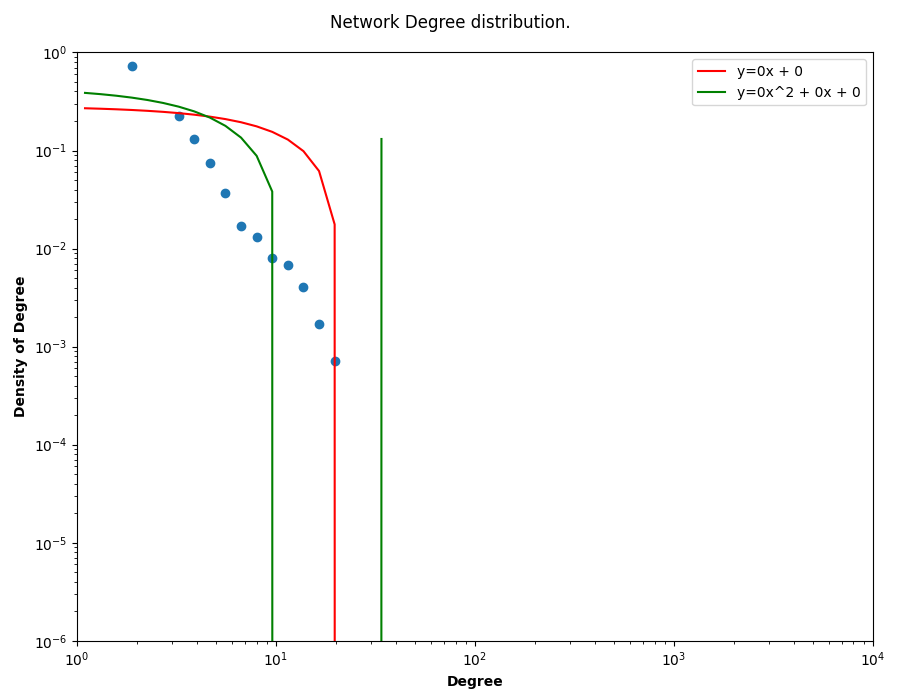 Network Degree distribution.
y=0x + 0
y=0x^2 + 0x + 0
Density of Degree
10^0
10^-1
10^-2
10^-3
10^-4
10^-5
10^-6
10^0 10^1 10^2 10^3 10^4
Degree